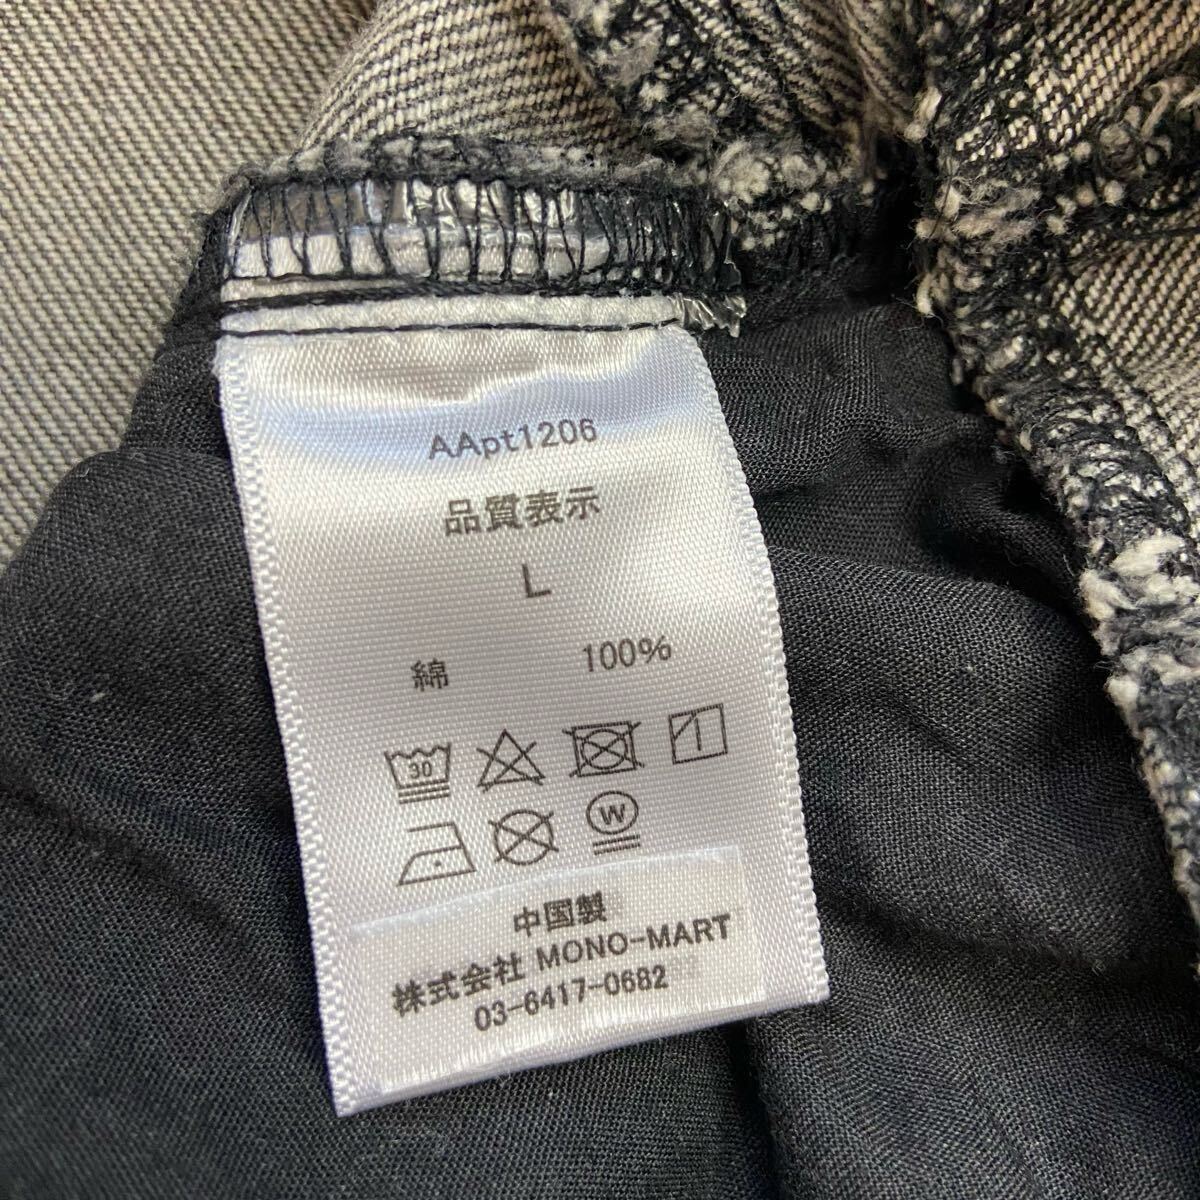 AApt1206
品質表示
L
綿 100%
30
W
中国製
株式会社 MONO-MART
03-6417-0682